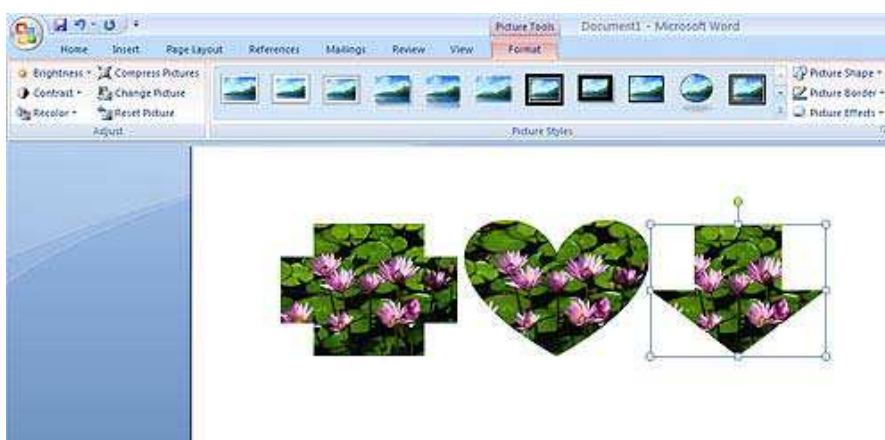 Picture Tools Document1 - Microsoft Word
Home Insert Page Layout References Mailings Review View Format
Brightness Compress Pictures Picture Shape
Contrast Change Picture Picture Border
Recolor Reset Picture Picture Effects
Adjust Picture Styles